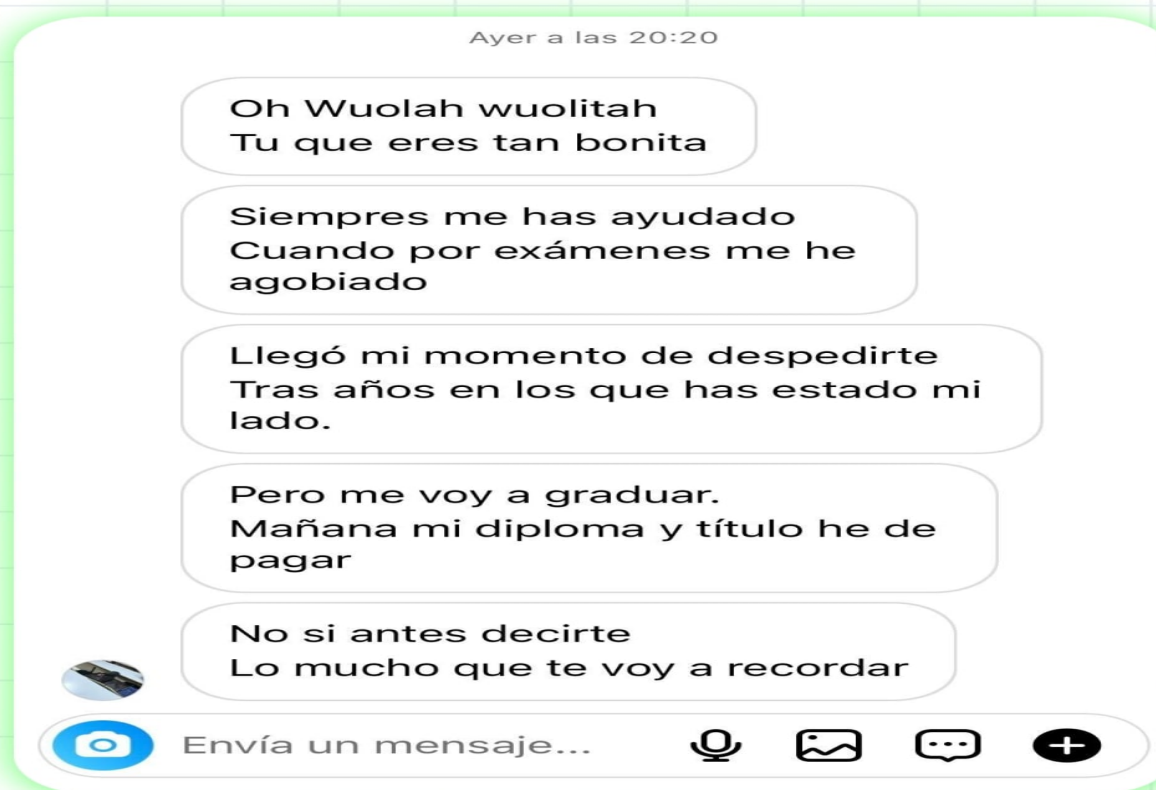 Ayer a las 20:20
Oh Wuolah wuolitah
Tu que eres tan bonita
Siempres me has ayudado
Cuando por exámenes me he
agobiado
Llegó mi momento de despedirte
Tras años en los que has estado mi
lado.
Pero me voy a graduar.
Mañana mi diploma y título he de
pagar
No si antes decirte
Lo mucho que te voy a recordar
Envía un mensaje...